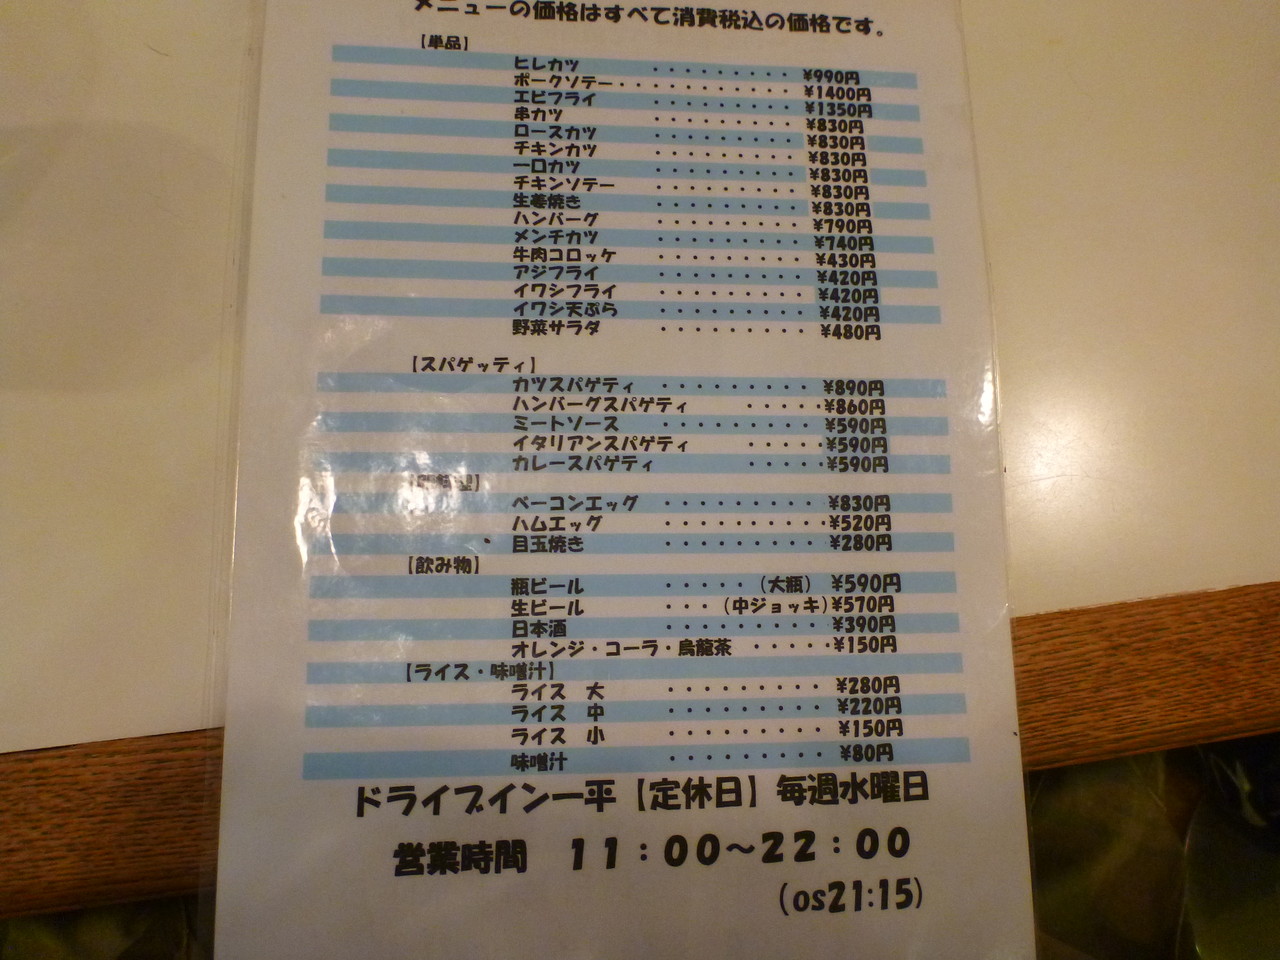 メニューの価格はすべて消費税込の価格です。
【単品】
ヒレカツ ・・・・・・・・・ ¥990円
ポークソテー・・・・・・・・・・ ¥1400円
エビフライ ・・・・・・・・・ ¥1350円
串カツ ・・・・・・・・・ ¥830円
ロースカツ ・・・・・・・・・ ¥830円
チキンカツ ・・・・・・・・・ ¥830円
一口カツ ・・・・・・・・・ ¥830円
チキンソテー ・・・・・・・・・ ¥830円
生姜焼き ・・・・・・・・・ ¥830円
ハンバーグ ・・・・・・・・・ ¥790円
メンチカツ ・・・・・・・・・ ¥740円
牛肉コロッケ ・・・・・・・・・ ¥430円
アジフライ ・・・・・・・・・ ¥420円
イワシフライ ・・・・・・・・・ ¥420円
イワシ天ぷら ・・・・・・・・・ ¥420円
野菜サラダ ・・・・・・・・・ ¥480円
【スパゲッティ】
カツスパゲティ ・・・・・・・・・ ¥890円
ハンバーグスパゲティ ・・・・・¥860円
ミートソース ・・・・・・・・・ ¥590円
イタリアンスパゲティ ・・・・・¥590円
カレースパゲティ ・・・・・¥590円
料理】
ベーコンエッグ ・・・・・・・・・ ¥830円
ハムエッグ ・・・・・・・・・・¥520円
目玉焼き ・・・・・・・・・ ¥280円
【飲み物】
瓶ビール ・・・・・（大瓶） ¥590円
生ビール ・・・（中ジョッキ）¥570円
日本酒 ・・・・・・・・・ ¥390円
オレンジ・コーラ・烏龍茶 ・・・・・¥150円
【ライス・味噌汁】
ライス 大 ・・・・・・・・・ ¥280円
ライス 中 ・・・・・・・・・ ¥220円
ライス 小 ・・・・・・・・・ ¥150円
味噌汁 ・・・・・・・・・ ¥80円
ドライブイン一平【定休日】毎週水曜日
営業時間 11：00～22：00
(os21:15)